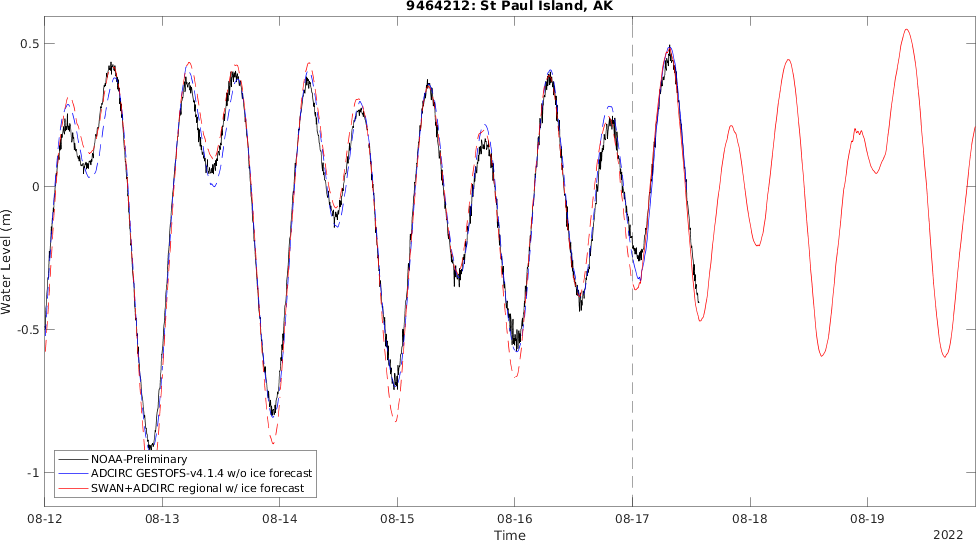 9464212: St Paul Island, AK
0.5
0
-0.5
-1
Water Level (m)
NOAA-Preliminary
ADCIRC GESTOFS-v4.1.4 w/o ice forecast
SWAN+ADCIRC regional w/ ice forecast
08-12 08-13 08-14 08-15 08-16 08-17 08-18 08-19
Time
2022